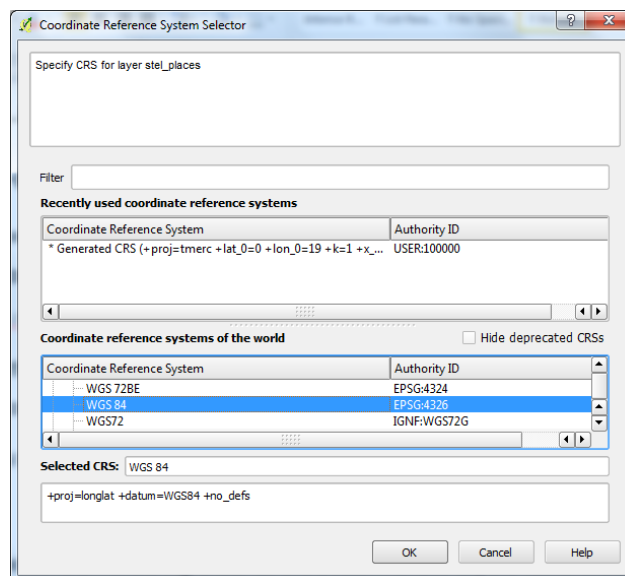 Coordinate Reference System Selector
Specify CRS for layer stel_places
Filter
Recently used coordinate reference systems
Coordinate Reference System Authority ID
* Generated CRS (+proj=tmerc +lat_0=0 +lon_0=19 +k=1 +x_... USER:100000
Coordinate reference systems of the world Hide deprecated CRSs
Coordinate Reference System Authority ID
WGS 72BE EPSG:4324
WGS 84 EPSG:4326
WGS72 IGNF:WGS72G
Selected CRS: WGS 84
+proj=longlat +datum=WGS84 +no_defs
OK Cancel Help